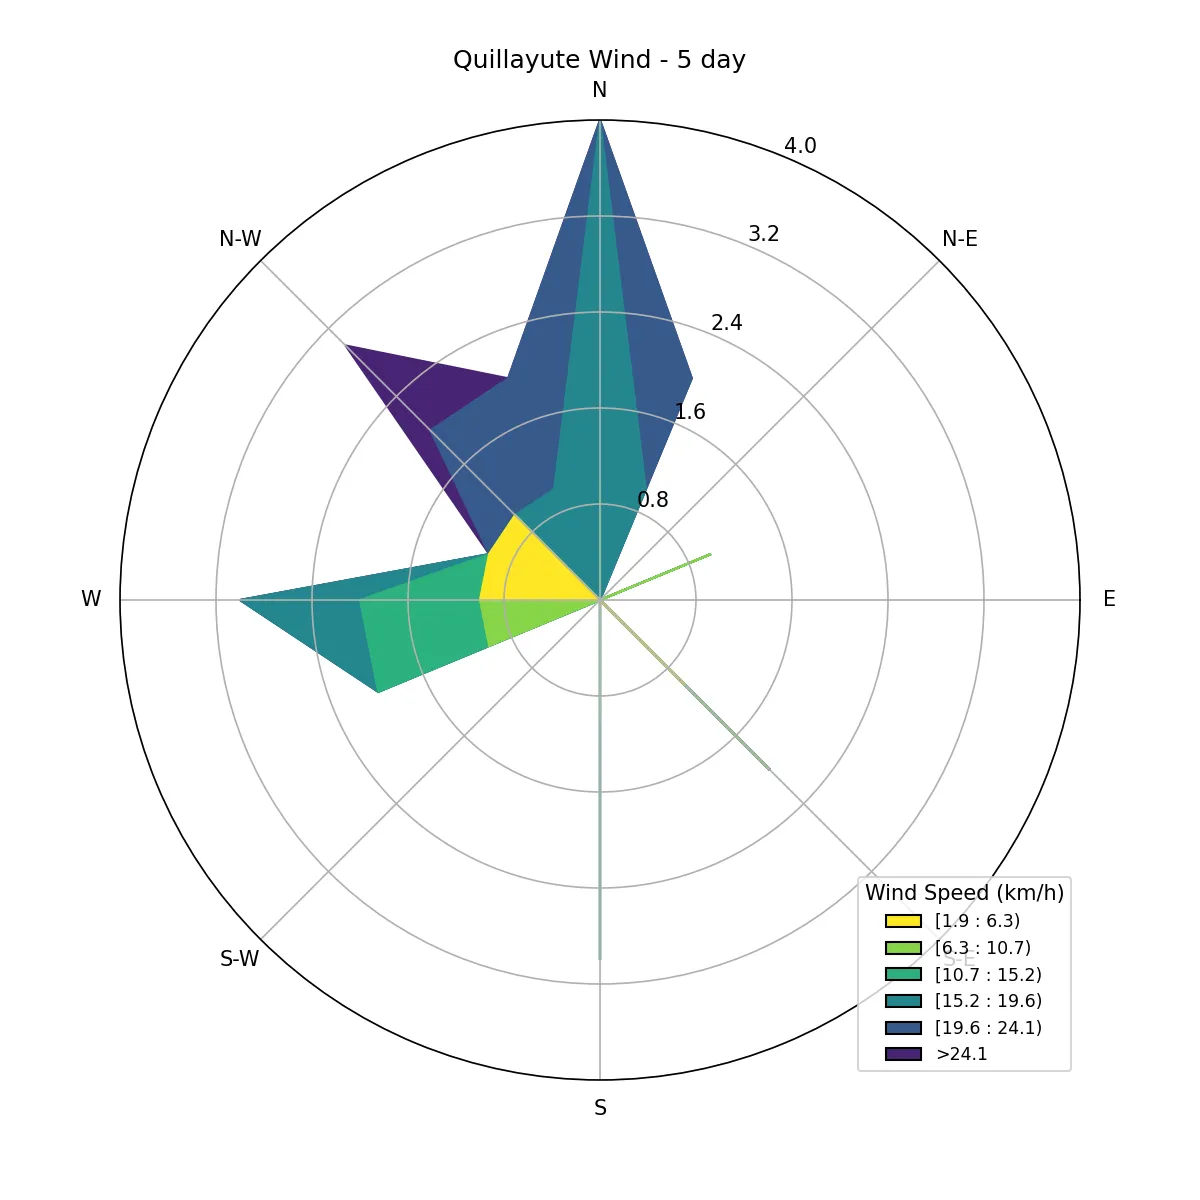 Quillayute Wind - 5 day
N
4.0
N-W
N-E
3.2
2.4
1.6
0.8
W
E
S-W
S-E
S
Wind Speed (km/h)
[1.9 : 6.3)
[6.3 : 10.7)
[10.7 : 15.2)
[15.2 : 19.6)
[19.6 : 24.1)
>24.1